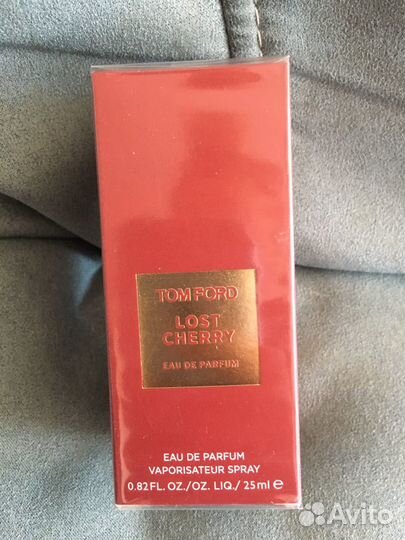 TOM FORD
LOST
CHERRY
EAU DE PARFUM
EAU DE PARFUM
VAPORISATEUR SPRAY
0.82FL. OZ./OZ. LIQ./ 25ml ℮
Avito